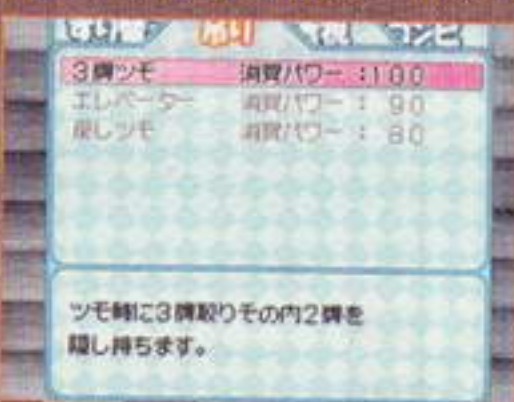 3牌ツモ 消費パワー:100
エレベーター 消費パワー: 90
戻しツモ 消費パワー: 80
ツモ時に3牌取りその内2牌を
隠し持ちます。